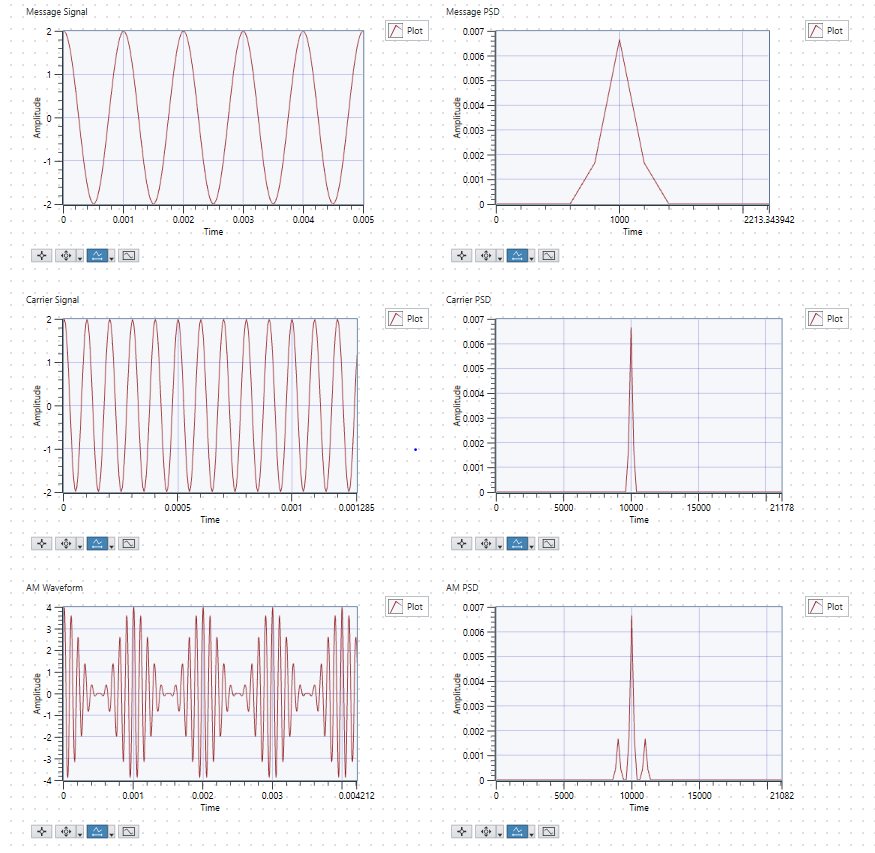 Message Signal
Plot
2
1
0
-1
-2
Amplitude
0 0.001 0.002 0.003 0.004 0.005
Time
Message PSD
Plot
0.007
0.006
0.005
0.004
0.003
0.002
0.001
0
Amplitude
0 1000 2213.343942
Time
Carrier Signal
Plot
2
1
0
-1
-2
Amplitude
0 0.0005 0.001 0.001285
Time
Carrier PSD
Plot
0.007
0.006
0.005
0.004
0.003
0.002
0.001
0
Amplitude
0 5000 10000 15000 21178
Time
AM Waveform
Plot
4
3
2
1
0
-1
-2
-3
-4
Amplitude
0 0.001 0.002 0.003 0.004212
Time
AM PSD
Plot
0.007
0.006
0.005
0.004
0.003
0.002
0.001
0
Amplitude
0 5000 10000 15000 21082
Time